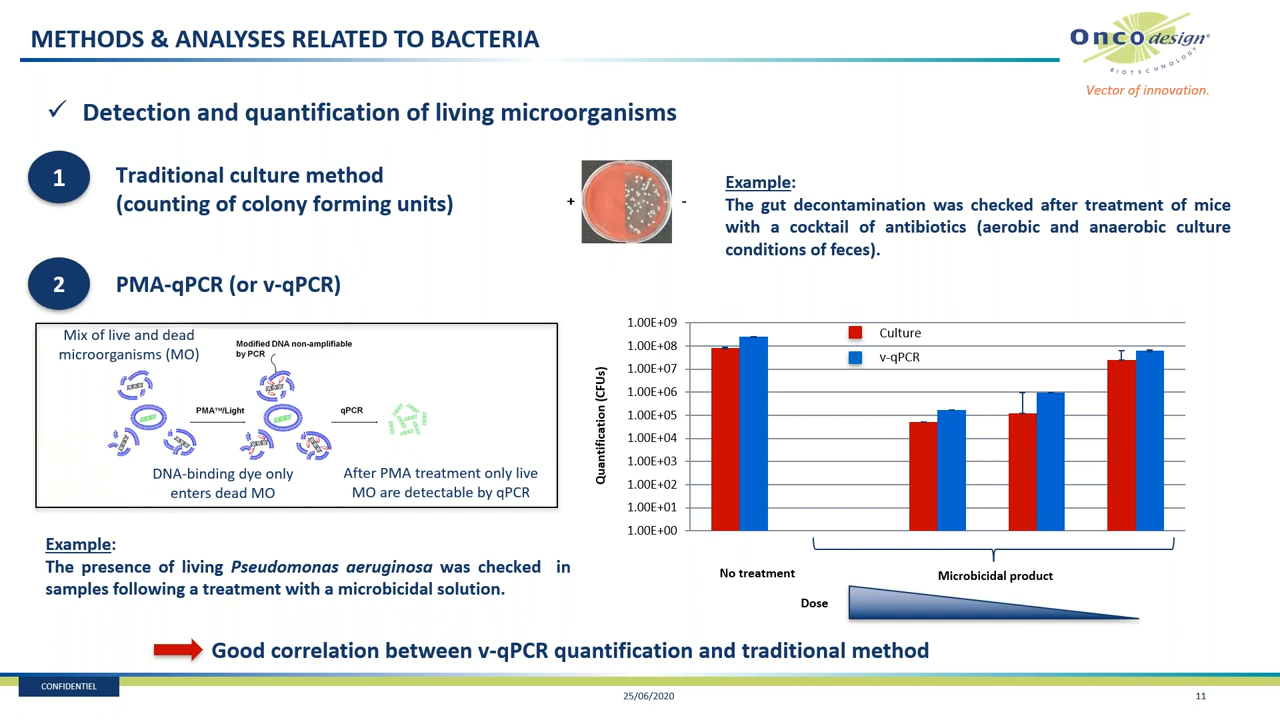 METHODS & ANALYSES RELATED TO BACTERIA
Oncodesign®
BIOTECHNOLOGY
Vector of innovation.
✓ Detection and quantification of living microorganisms
1
Traditional culture method
(counting of colony forming units)
+
-
Example:
The gut decontamination was checked after treatment of mice
with a cocktail of antibiotics (aerobic and anaerobic culture
conditions of feces).
2
PMA-qPCR (or v-qPCR)
Mix of live and dead
microorganisms (MO)
Modified DNA non-amplifiable
by PCR
PMA™/Light
qPCR
DNA-binding dye only
enters dead MO
After PMA treatment only live
MO are detectable by qPCR
Example:
The presence of living Pseudomonas aeruginosa was checked in
samples following a treatment with a microbicidal solution.
Quantification (CFUs)
1.00E+09
1.00E+08
1.00E+07
1.00E+06
1.00E+05
1.00E+04
1.00E+03
1.00E+02
1.00E+01
1.00E+00
Culture
v-qPCR
No treatment
Microbicidal product
Dose
Good correlation between v-qPCR quantification and traditional method
CONFIDENTIEL
25/06/2020
11